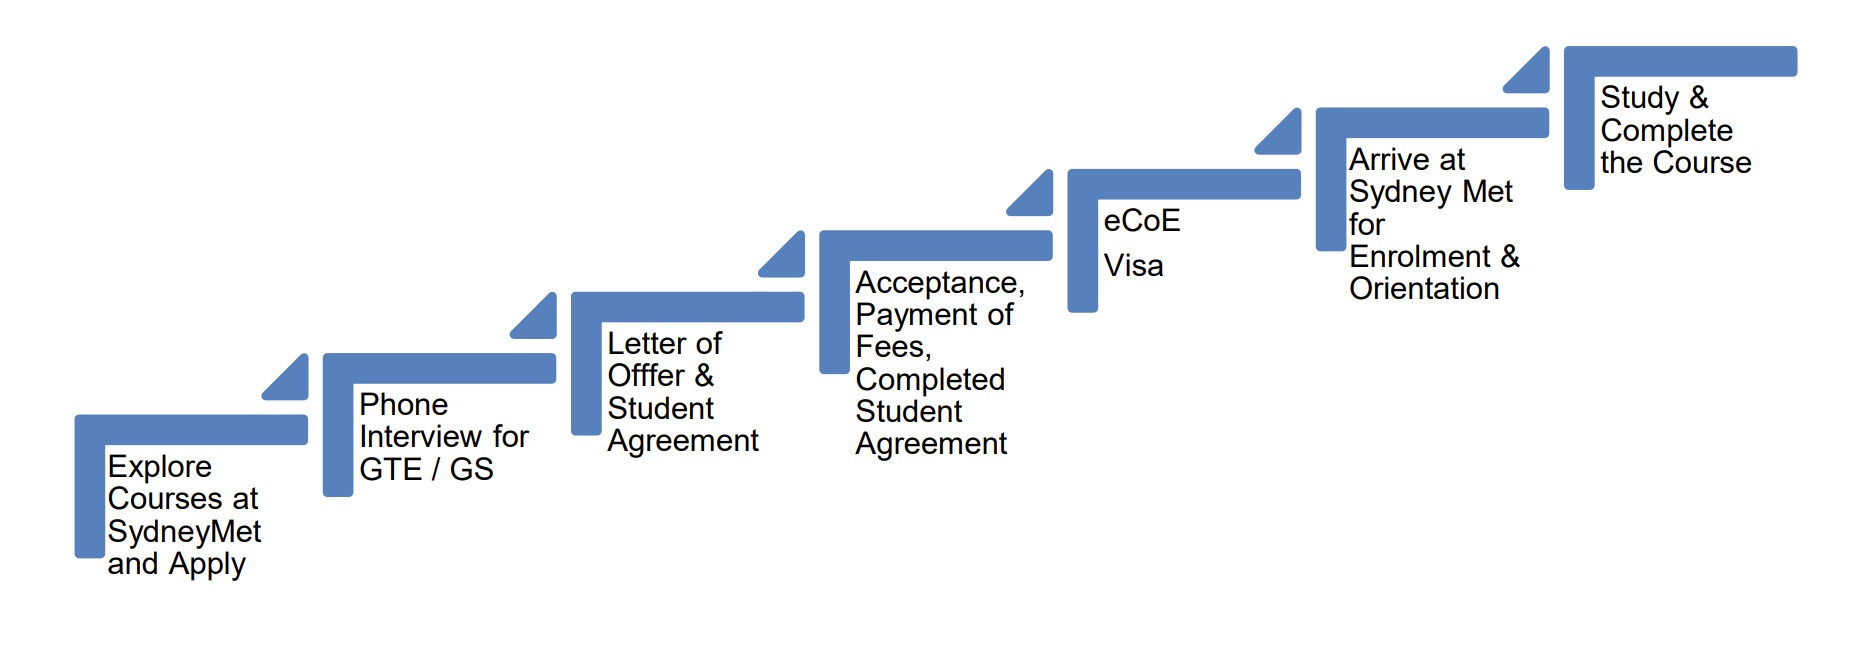 Explore
Courses at
SydneyMet
and Apply
Phone
Interview for
GTE / GS
Letter of
Offfer &
Student
Agreement
Acceptance,
Payment of
Fees,
Completed
Student
Agreement
eCoE
Visa
Arrive at
Sydney Met
for
Enrolment &
Orientation
Study &
Complete
the Course